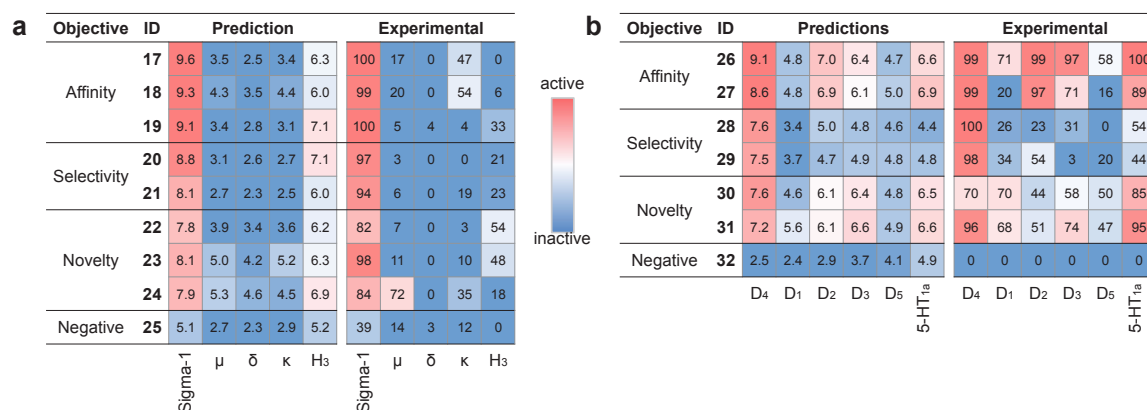 a
Objective ID Prediction Experimental
17 9.6 3.5 2.5 3.4 6.3 100 17 0 47 0
Affinity 18 9.3 4.3 3.5 4.4 6.0 99 20 0 54 6
19 9.1 3.4 2.8 3.1 7.1 100 5 4 4 33
Selectivity
20 8.8 3.1 2.6 2.7 7.1 97 3 0 0 21
21 8.1 2.7 2.3 2.5 6.0 94 6 0 19 23
22 7.8 3.9 3.4 3.6 6.2 82 7 0 3 54
Novelty 23 8.1 5.0 4.2 5.2 6.3 98 11 0 10 48
24 7.9 5.3 4.6 4.5 6.9 84 72 0 35 18
Negative 25 5.1 2.7 2.3 2.9 5.2 39 14 3 12 0
Sigma-1 μ δ κ H3 Sigma-1 μ δ κ H3
active
inactive
b
Objective ID Predictions Experimental
Affinity
26 9.1 4.8 7.0 6.4 4.7 6.6 99 71 99 97 58 100
27 8.6 4.8 6.9 6.1 5.0 6.9 99 20 97 71 16 89
Selectivity
28 7.6 3.4 5.0 4.8 4.6 4.4 100 26 23 31 0 54
29 7.5 3.7 4.7 4.9 4.8 4.8 98 34 54 3 20 44
Novelty
30 7.6 4.6 6.1 6.4 4.8 6.5 70 70 44 58 50 85
31 7.2 5.6 6.1 6.6 4.9 6.6 96 68 51 74 47 95
Negative 32 2.5 2.4 2.9 3.7 4.1 4.9 0 0 0 0 0 0
D4 D1 D2 D3 D5 5-HT1a D4 D1 D2 D3 D5 5-HT1a